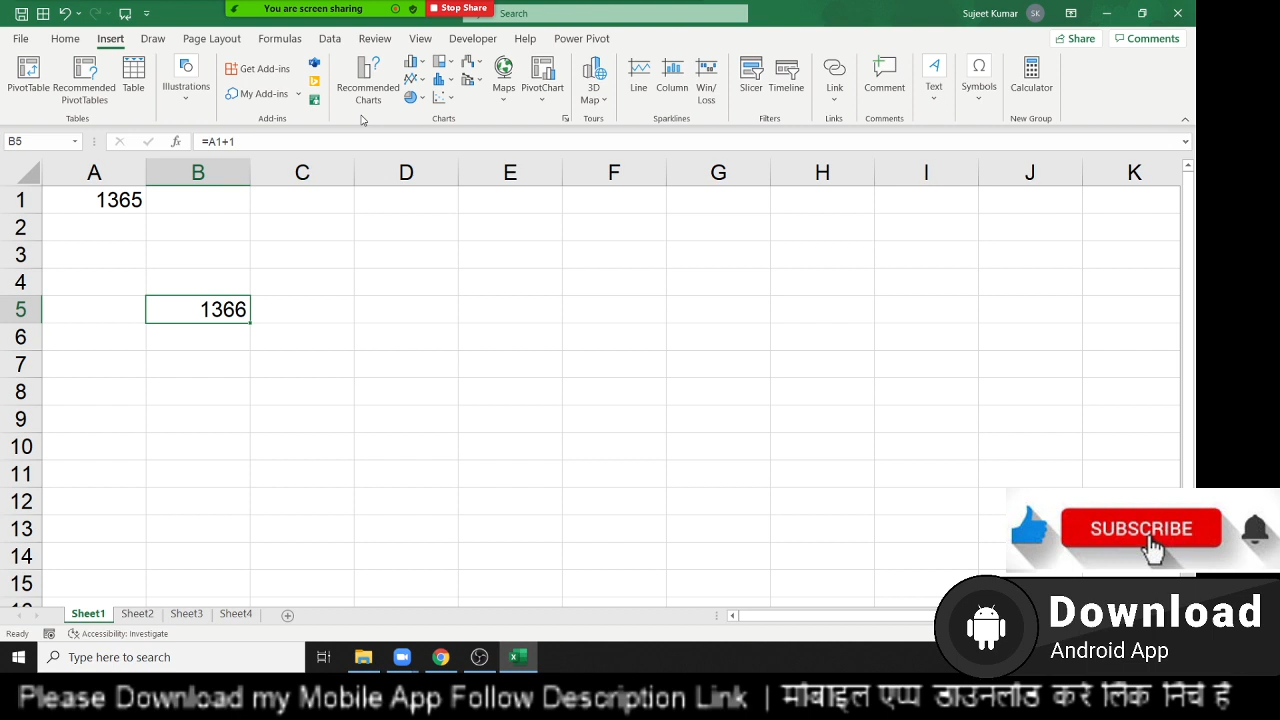 You are screen sharing
Stop Share
Search
Sujeet Kumar
SK
File Home Insert Draw Page Layout Formulas Data Review View Developer Help Power Pivot
Share
Comments
PivotTable
Recommended PivotTables
Table
Tables
Illustrations
Get Add-ins
My Add-ins
Add-ins
Recommended Charts
Maps
PivotChart
Charts
3D Map
Tours
Line
Column
Win/Loss
Sparklines
Slicer
Timeline
Filters
Link
Links
Comment
Comments
Text
Symbols
Calculator
New Group
B5
fx
=A1+1
A B C D E F G H I J K
1 1365
2
3
4
5 1366
6
7
8
9
10
11
12
13
14
15
SUBSCRIBE
Sheet1 Sheet2 Sheet3 Sheet4
Download
Android App
Ready
Accessibility: Investigate
Type here to search
Please Download my Mobile App Follow Description Link | मोबाइल एप्प डाउनलोड करे लिंक निचे है